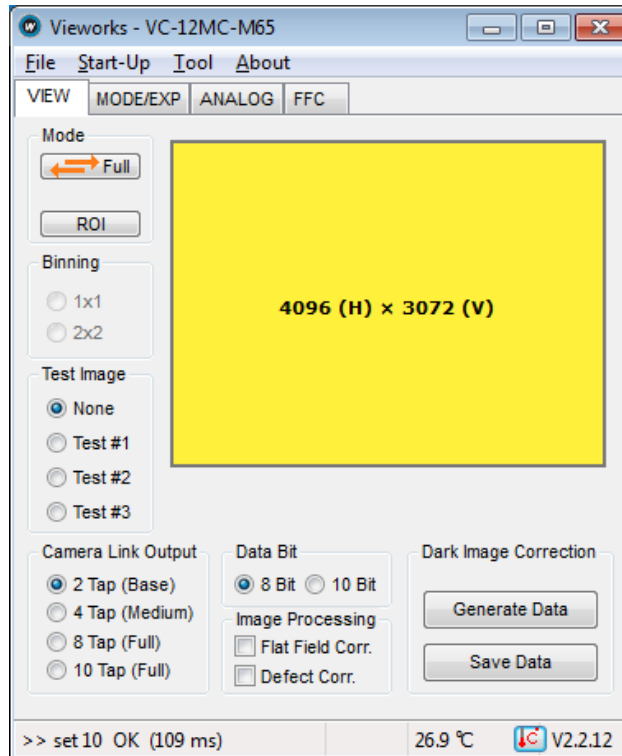 Vieworks - VC-12MC-M65
File Start-Up Tool About
VIEW MODE/EXP ANALOG FFC
Mode
Full
ROI
Binning
1x1
2x2
4096 (H) × 3072 (V)
Test Image
None
Test #1
Test #2
Test #3
Camera Link Output
2 Tap (Base)
4 Tap (Medium)
8 Tap (Full)
10 Tap (Full)
Data Bit
8 Bit 10 Bit
Image Processing
Flat Field Corr.
Defect Corr.
Dark Image Correction
Generate Data
Save Data
>> set 10 OK (109 ms) 26.9 ℃ V2.2.12